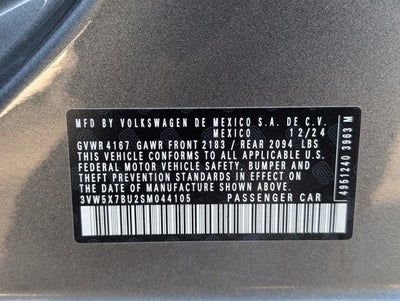 MFD BY VOLKSWAGEN DE MEXICO S.A. DE C.V.
MEXICO 12/24
GVWR 4167 GAWR FRONT 2183 / REAR 2094 LBS
THIS VEHICLE CONFORMS TO ALL APPLICABLE U.S.
FEDERAL MOTOR VEHICLE SAFETY, BUMPER AND
THEFT PREVENTION STANDARDS IN EFFECT ON
THE DATE OF MANUFACTURE SHOWN ABOVE.
3VW5X7BU2SM044105 PASSENGER CAR
4951240 3963 M